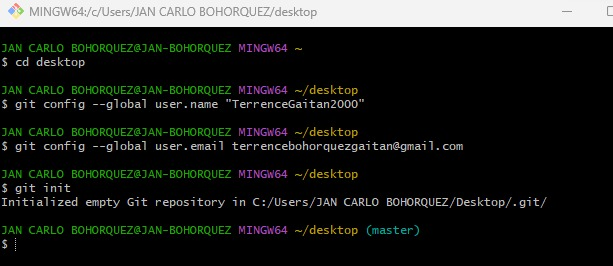 MINGW64:/c/Users/JAN CARLO BOHORQUEZ/desktop
JAN CARLO BOHORQUEZ@JAN-BOHORQUEZ MINGW64 ~
$ cd desktop
JAN CARLO BOHORQUEZ@JAN-BOHORQUEZ MINGW64 ~/desktop
$ git config --global user.name "TerrenceGaitan2000"
JAN CARLO BOHORQUEZ@JAN-BOHORQUEZ MINGW64 ~/desktop
$ git config --global user.email terrencebohorquezgaitan@gmail.com
JAN CARLO BOHORQUEZ@JAN-BOHORQUEZ MINGW64 ~/desktop
$ git init
Initialized empty Git repository in C:/Users/JAN CARLO BOHORQUEZ/Desktop/.git/
JAN CARLO BOHORQUEZ@JAN-BOHORQUEZ MINGW64 ~/desktop (master)
$